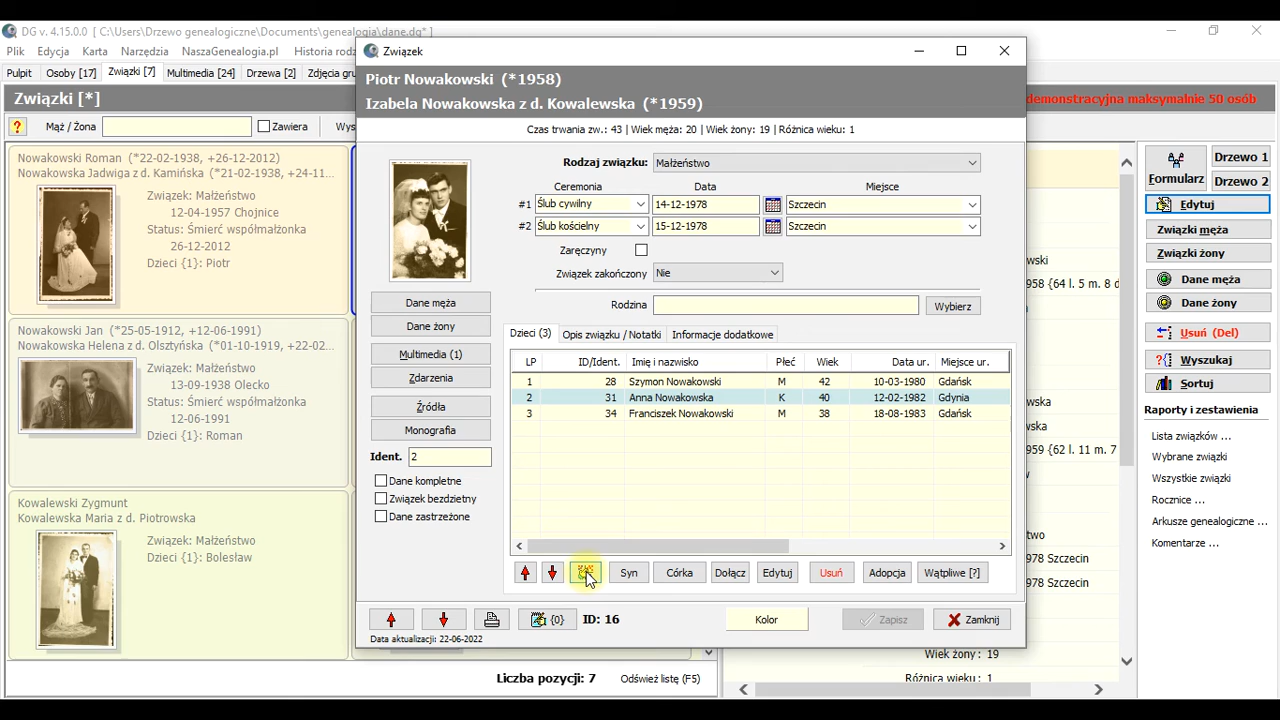 DG v. 4.15.0.0 [ C:\Users\Drzewo genealogiczne\Documents\genealogia\dane.dg* ]
Plik Edycja Karta Narzędzia NaszaGenealogia.pl Historia rodz
Pulpit Osoby [17] Związki [7] Multimedia [24] Drzewa [2] Zdjęcia gru
Związki [*]
demonstracyjna maksymalnie 50 osób
? Mąż / Żona Zawiera Wys
Nowakowski Roman (*22-02-1938, +26-12-2012)
Nowakowska Jadwiga z d. Kamińska (*21-02-1938, +24-11...
Związek: Małżeństwo
12-04-1957 Chojnice
Status: Śmierć współmałżonka
26-12-2012
Dzieci {1}: Piotr
Nowakowski Jan (*25-05-1912, +12-06-1991)
Nowakowska Helena z d. Olsztyńska (*01-10-1919, +22-02...
Związek: Małżeństwo
13-09-1938 Olecko
Status: Śmierć współmałżonka
12-06-1991
Dzieci {1}: Roman
Kowalewski Zygmunt
Kowalewska Maria z d. Piotrowska
Związek: Małżeństwo
Dzieci {1}: Bolesław
Liczba pozycji: 7 Odśwież listę (F5)
Związek
Piotr Nowakowski (*1958)
Izabela Nowakowska z d. Kowalewska (*1959)
Czas trwania zw.: 43 | Wiek męża: 20 | Wiek żony: 19 | Różnica wieku: 1
Rodzaj związku: Małżeństwo
Ceremonia Data Miejsce
#1 Ślub cywilny 14-12-1978 Szczecin
#2 Ślub kościelny 15-12-1978 Szczecin
Zaręczyny
Związek zakończony Nie
Rodzina Wybierz
Dane męża
Dane żony
Multimedia (1)
Zdarzenia
Źródła
Monografia
Ident. 2
Dane kompletne
Związek bezdzietny
Dane zastrzeżone
Dzieci (3) Opis związku / Notatki Informacje dodatkowe
LP ID/Ident. Imię i nazwisko Płeć Wiek Data ur. Miejsce ur.
1 28 Szymon Nowakowski M 42 10-03-1980 Gdańsk
2 31 Anna Nowakowska K 40 12-02-1982 Gdynia
3 34 Franciszek Nowakowski M 38 18-08-1983 Gdańsk
Syn Córka Dołącz Edytuj Usuń Adopcja Wątpliwe [?]
{0} ID: 16 Kolor Zapisz Zamknij
Data aktualizacji: 22-06-2022
owski
958 {65 l. 5 m. 8 d
wska
959 {62 l. 11 m. 7
two
978 Szczecin
978 Szczecin
Wiek żony: 19
Różnica wieku: 1
Formularz
Drzewo 1
Drzewo 2
Edytuj
Związki męża
Związki żony
Dane męża
Dane żony
Usuń (Del)
Wyszukaj
Sortuj
Raporty i zestawienia
Lista związków ...
Wybrane związki
Wszystkie związki
Rocznice ...
Arkusze genealogiczne ...
Komentarze ...